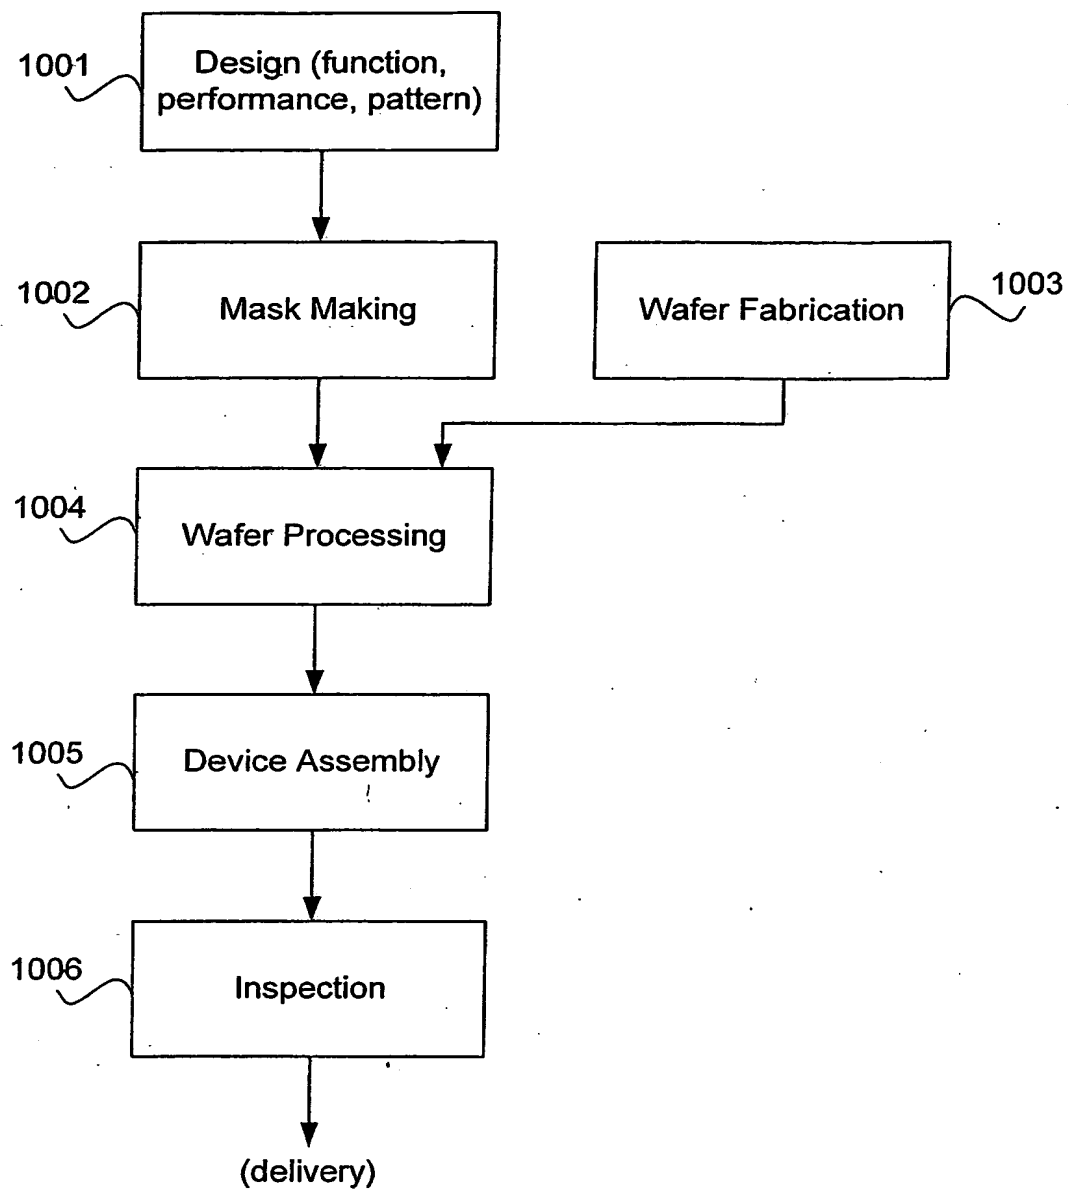 1001
Design (function,
performance, pattern)
1002
Mask Making
Wafer Fabrication
1003
1004
Wafer Processing
1005
Device Assembly
1006
Inspection
(delivery)